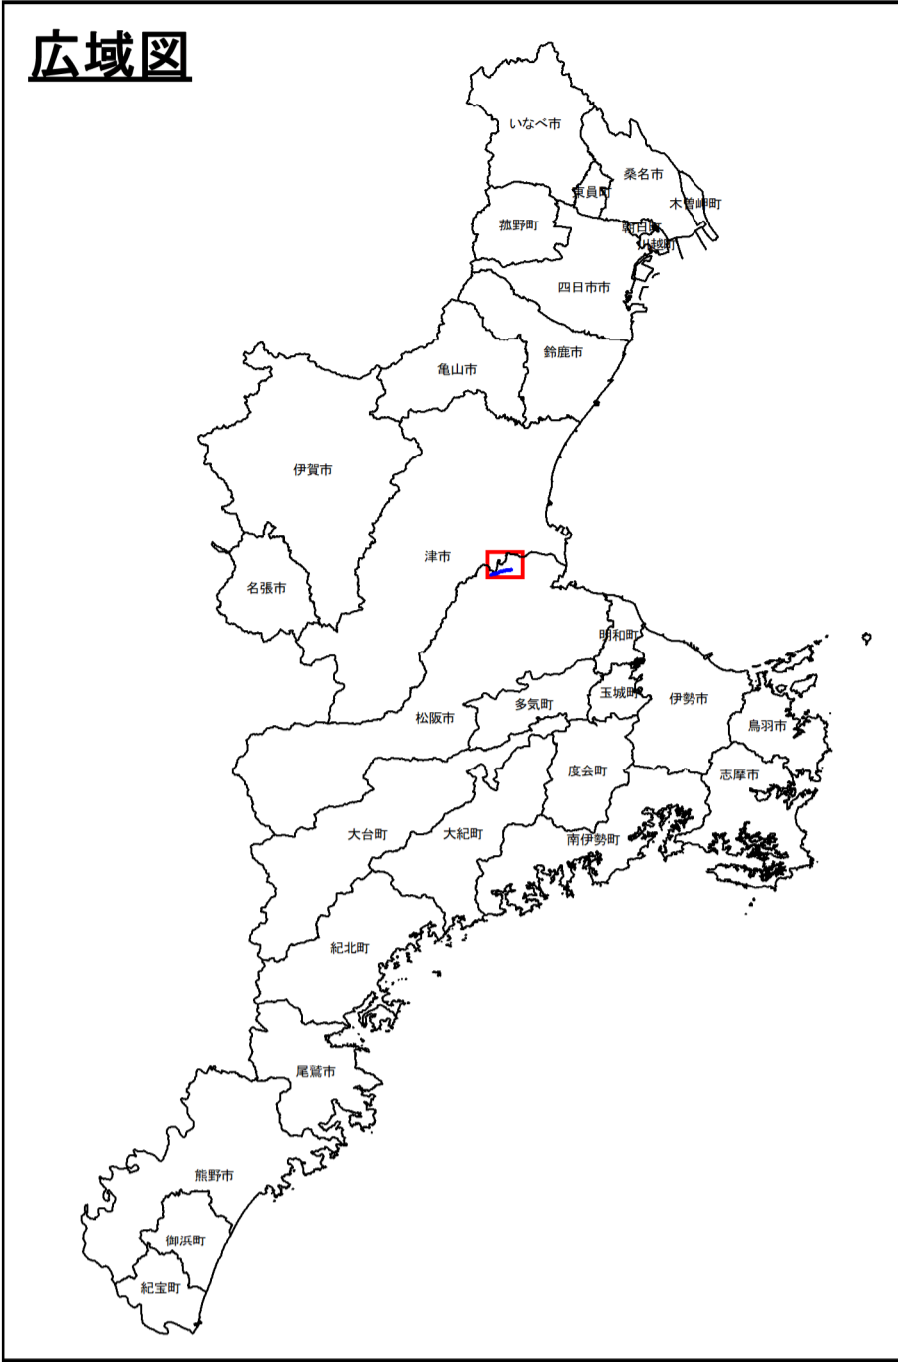 広域図
いなべ市
桑名市
東員町
木曽岬町
菰野町
朝日町
川越町
四日市市
鈴鹿市
亀山市
伊賀市
津市
名張市
明和町
玉城町
伊勢市
多気町
松阪市
鳥羽市
度会町
志摩市
大台町
大紀町
南伊勢町
紀北町
尾鷲市
熊野市
御浜町
紀宝町